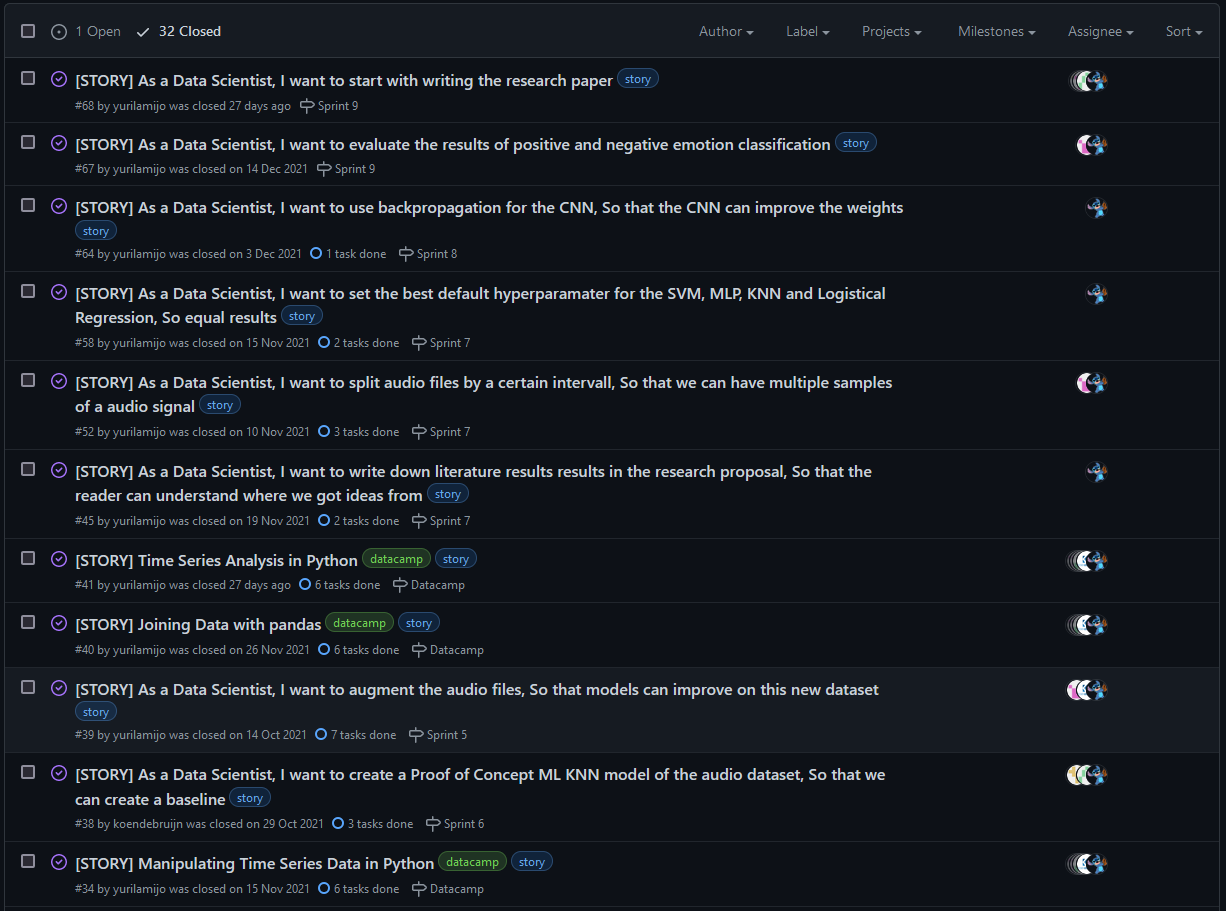 1 Open 32 Closed Author Label Projects Milestones Assignee Sort
[STORY] As a Data Scientist, I want to start with writing the research paper story
#68 by yurilamijo was closed 27 days ago Sprint 9
[STORY] As a Data Scientist, I want to evaluate the results of positive and negative emotion classification story
#67 by yurilamijo was closed on 14 Dec 2021 Sprint 9
[STORY] As a Data Scientist, I want to use backpropagation for the CNN, So that the CNN can improve the weights
story
#64 by yurilamijo was closed on 3 Dec 2021 1 task done Sprint 8
[STORY] As a Data Scientist, I want to set the best default hyperparamater for the SVM, MLP, KNN and Logistical
Regression, So equal results story
#58 by yurilamijo was closed on 15 Nov 2021 2 tasks done Sprint 7
[STORY] As a Data Scientist, I want to split audio files by a certain intervall, So that we can have multiple samples
of a audio signal story
#52 by yurilamijo was closed on 10 Nov 2021 3 tasks done Sprint 7
[STORY] As a Data Scientist, I want to write down literature results results in the research proposal, So that the
reader can understand where we got ideas from story
#45 by yurilamijo was closed on 19 Nov 2021 2 tasks done Sprint 7
[STORY] Time Series Analysis in Python datacamp story
#41 by yurilamijo was closed 27 days ago 6 tasks done Datacamp
[STORY] Joining Data with pandas datacamp story
#40 by yurilamijo was closed on 26 Nov 2021 6 tasks done Datacamp
[STORY] As a Data Scientist, I want to augment the audio files, So that models can improve on this new dataset
story
#39 by yurilamijo was closed on 14 Oct 2021 7 tasks done Sprint 5
[STORY] As a Data Scientist, I want to create a Proof of Concept ML KNN model of the audio dataset, So that we
can create a baseline story
#38 by koendebruijn was closed on 29 Oct 2021 3 tasks done Sprint 6
[STORY] Manipulating Time Series Data in Python datacamp story
#34 by yurilamijo was closed on 15 Nov 2021 6 tasks done Datacamp